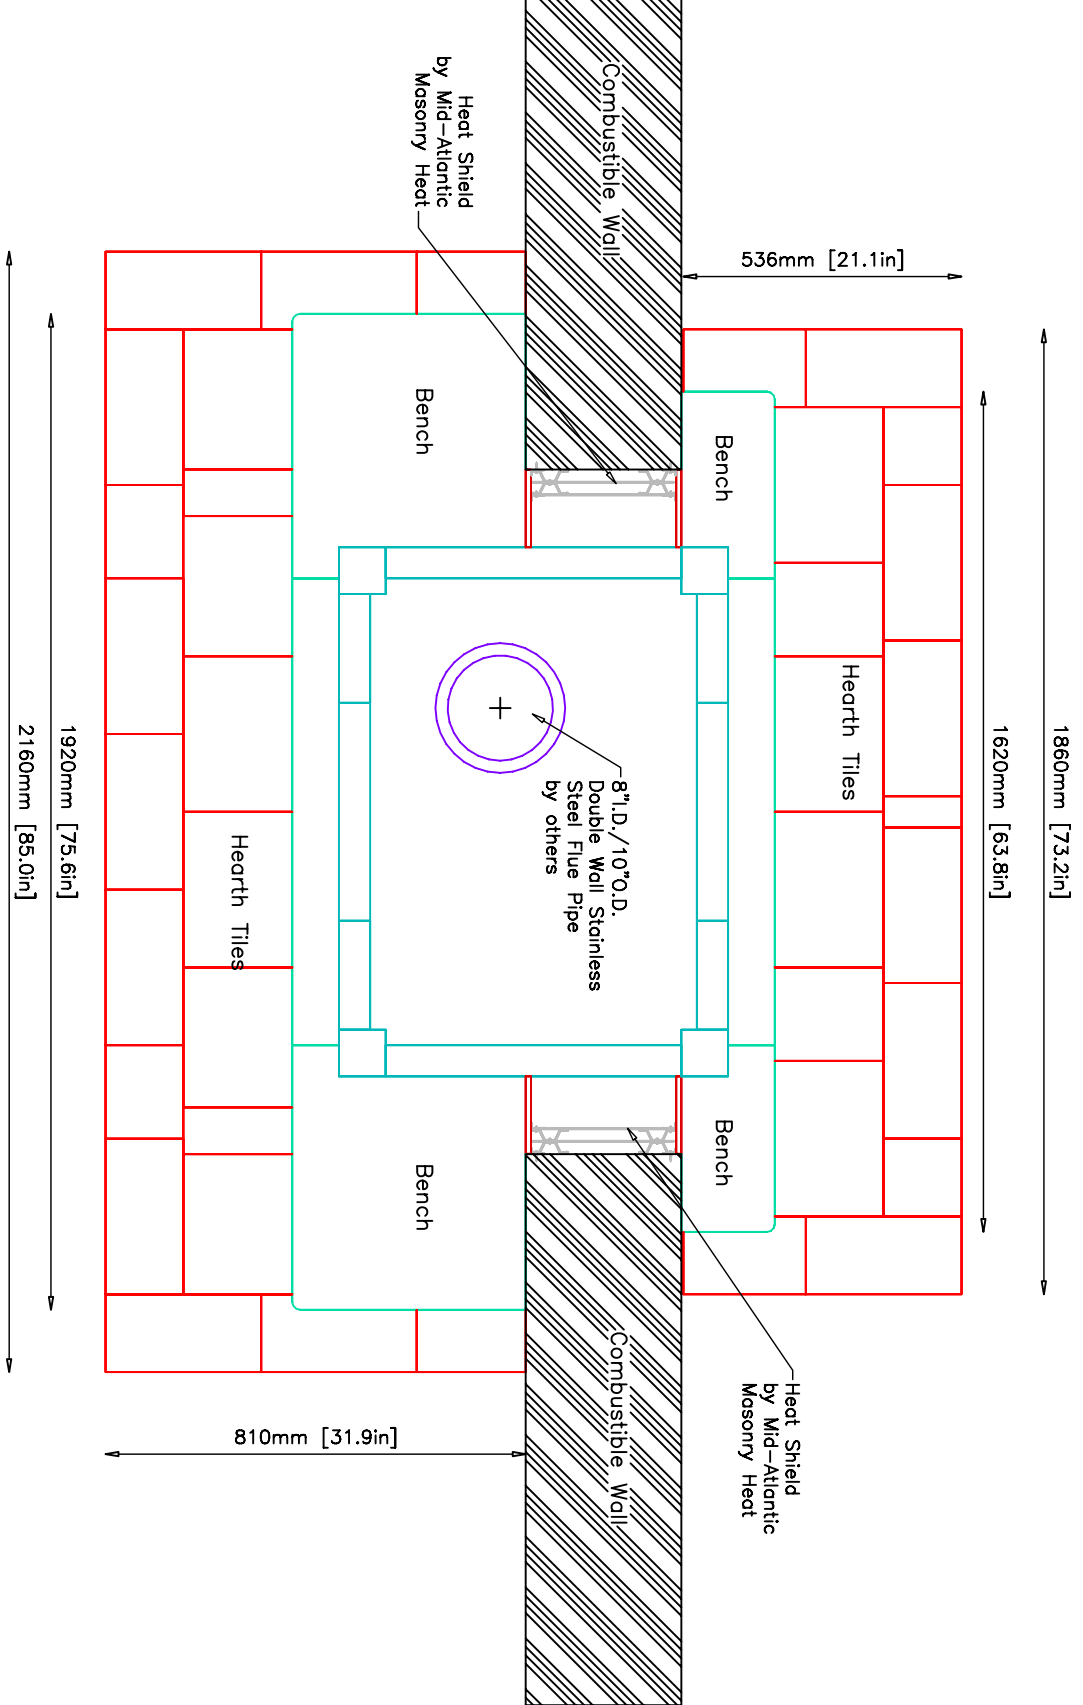 1860mm [73.2in]
1620mm [63.8in]
536mm [21.1in]
Hearth Tiles
Bench
Bench
Combustible Wall
Combustible Wall
Heat Shield
by Mid-Atlantic
Masonry Heat
Heat Shield
by Mid-Atlantic
Masonry Heat
8"I.D./10"O.D.
Double Wall Stainless
Steel Flue Pipe
by others
Bench
Bench
Hearth Tiles
810mm [31.9in]
1920mm [75.6in]
2160mm [85.0in]